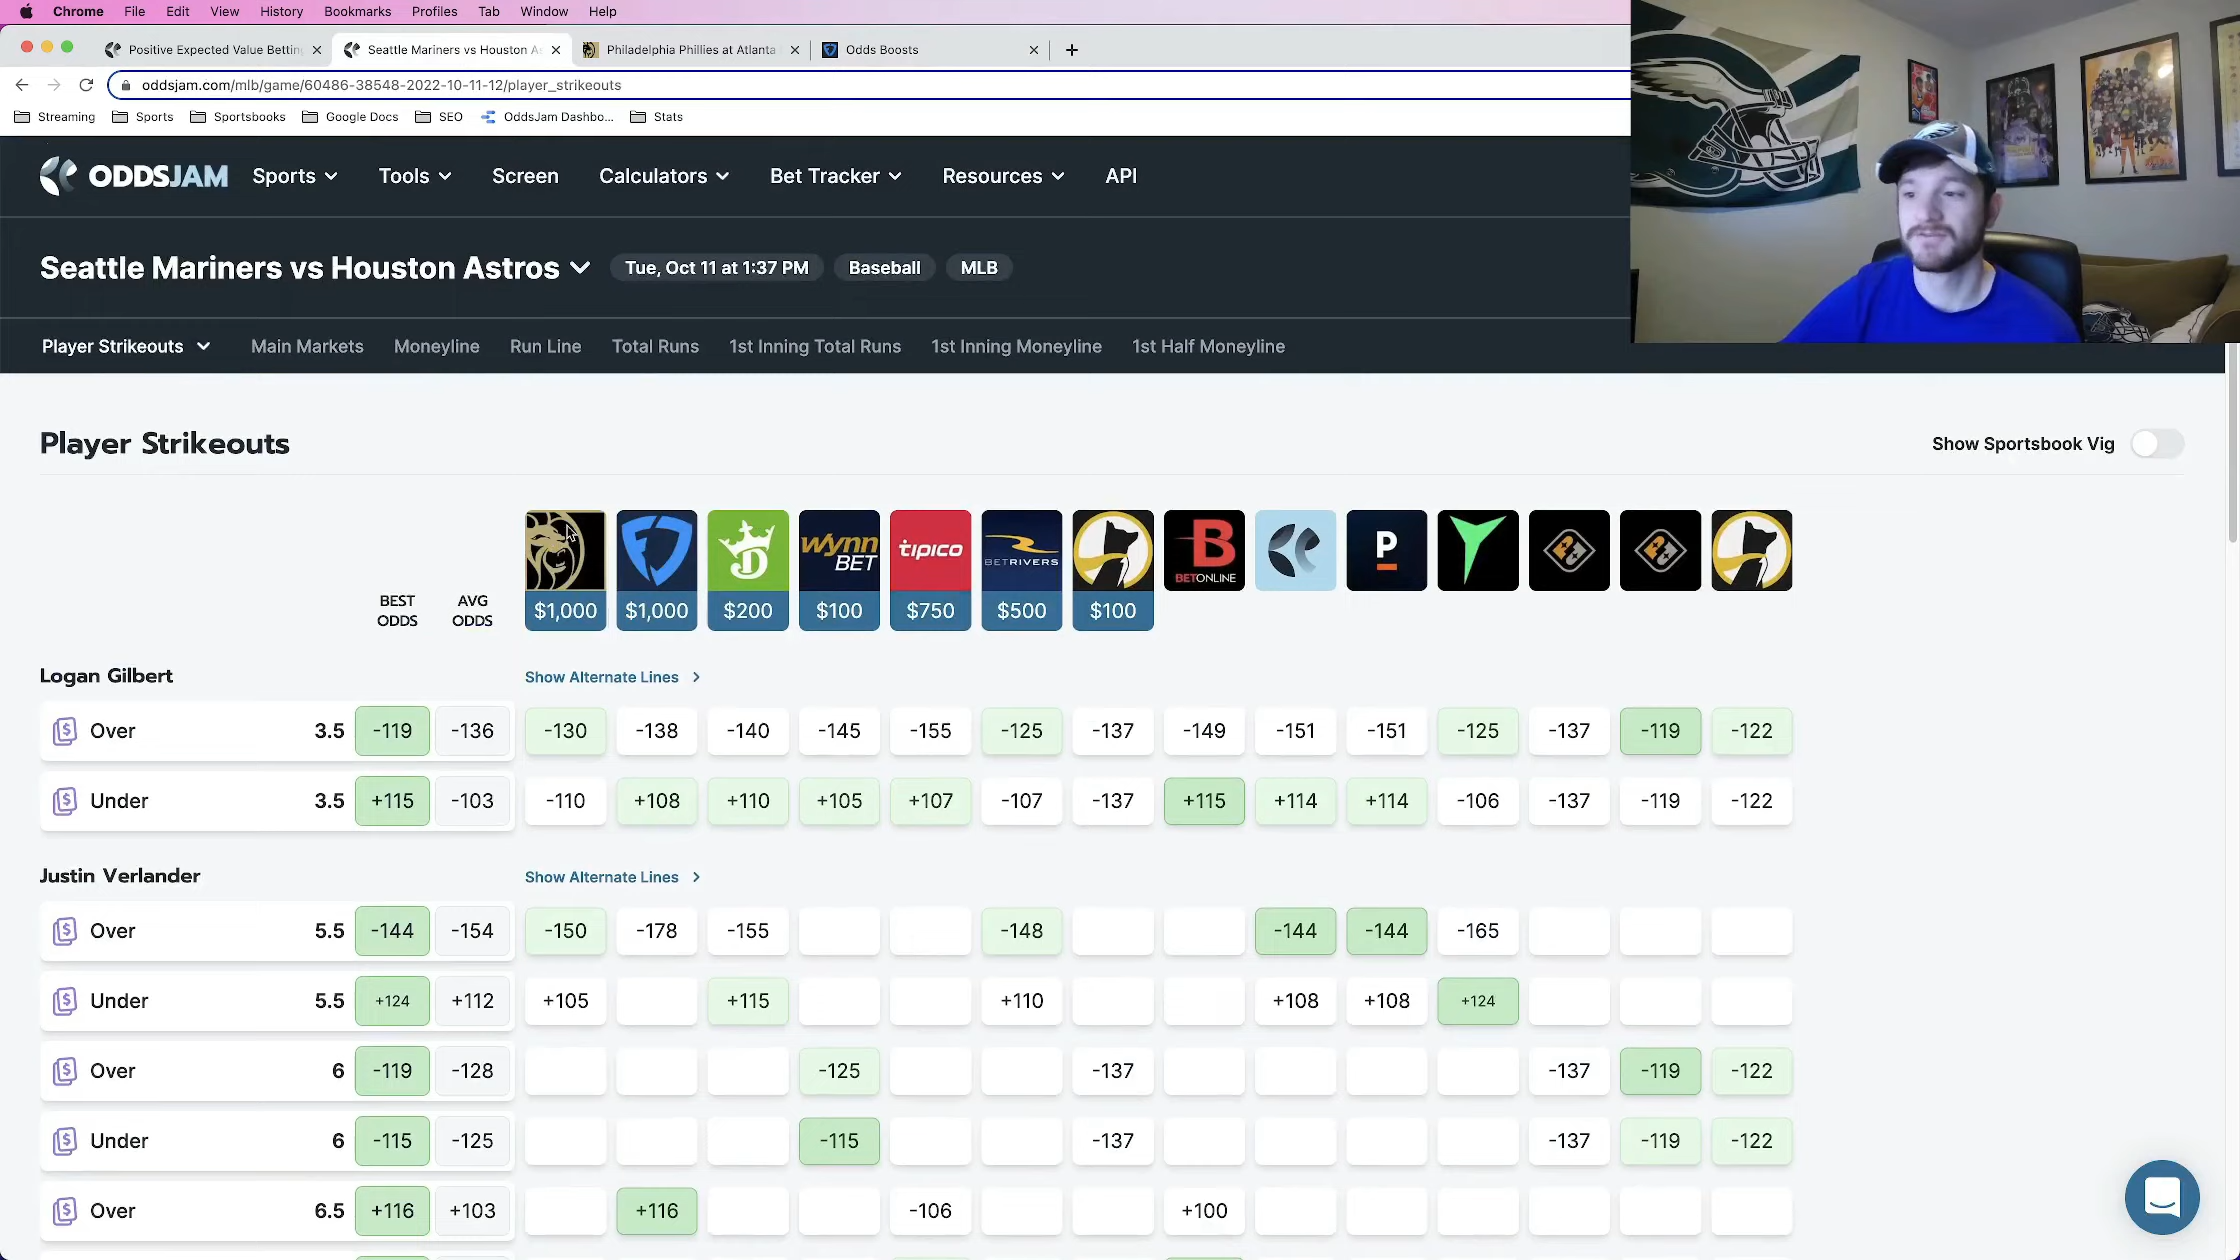 Chrome File Edit View History Bookmarks Profiles Tab Window Help
Positive Expected Value Bettin Seattle Mariners vs Houston A Philadelphia Phillies at Atlanta Odds Boosts
oddsjam.com/mlb/game/60486-38548-2022-10-11-12/player_strikeouts
Streaming Sports Sportsbooks Google Docs SEO OddsJam Dashbo... Stats
ODDSJAM Sports Tools Screen Calculators Bet Tracker Resources API
Seattle Mariners vs Houston Astros Tue, Oct 11 at 1:37 PM Baseball MLB
Player Strikeouts Main Markets Moneyline Run Line Total Runs 1st Inning Total Runs 1st Inning Moneyline 1st Half Moneyline
Player Strikeouts Show Sportsbook Vig
WYNN BET tipico BETRIVERS B BETONLINE P
BEST ODDS AVG ODDS $1,000 $1,000 $200 $100 $750 $500 $100
Logan Gilbert Show Alternate Lines
Over 3.5 -119 -136 -130 -138 -140 -145 -155 -125 -137 -149 -151 -151 -125 -137 -119 -122
Under 3.5 +115 -103 -110 +108 +110 +105 +107 -107 -137 +115 +114 +114 -106 -137 -119 -122
Justin Verlander Show Alternate Lines
Over 5.5 -144 -154 -150 -178 -155 -148 -144 -144 -165
Under 5.5 +124 +112 +105 +115 +110 +108 +108 +124
Over 6 -119 -128 -125 -137 -137 -119 -122
Under 6 -115 -125 -115 -137 -137 -119 -122
Over 6.5 +116 +103 +116 -106 +100